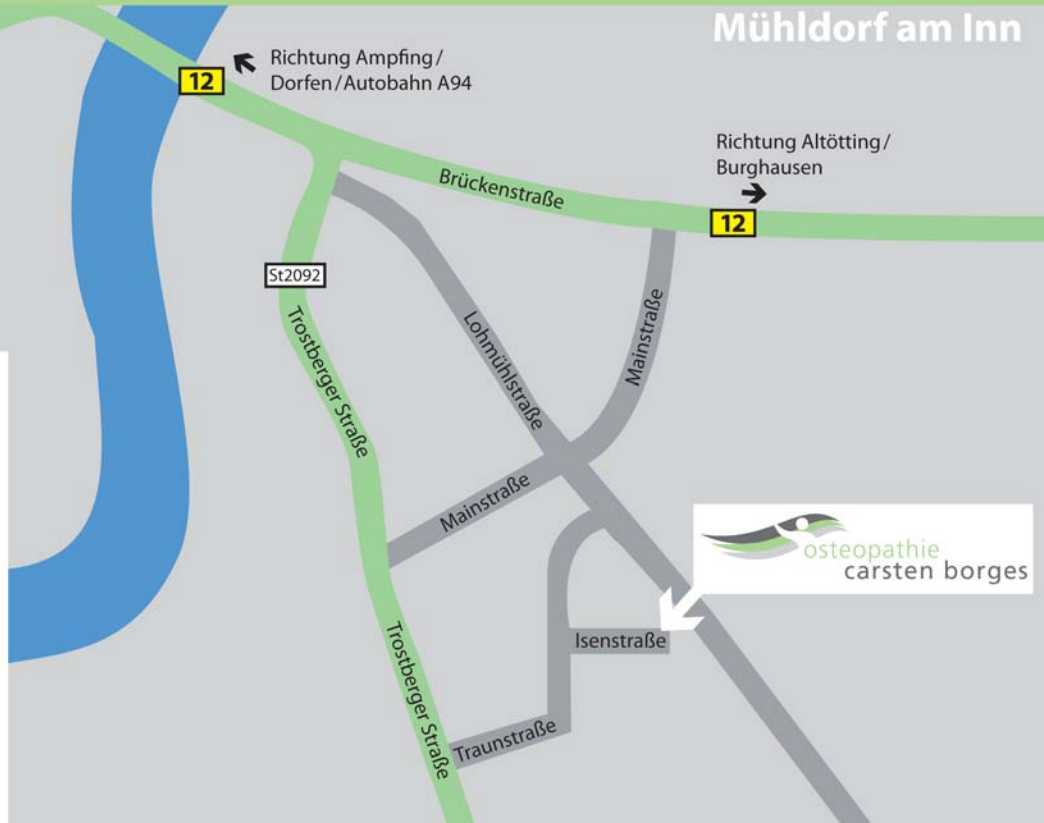 Mühldorf am Inn
Richtung Ampfing/
Dorfen/Autobahn A94
12
Richtung Altötting/
Burghausen
Brückenstraße
12
St2092
Trostberger Straße
Lohmühlstraße
Mainstraße
Mainstraße
osteopathie
carsten borges
Isenstraße
Trostberger Straße
Traunstraße